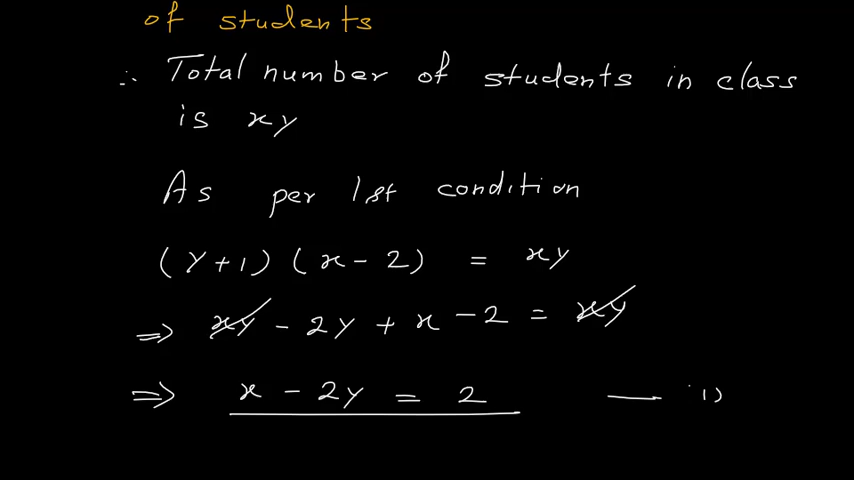 of students
∴ Total number of students in class
is xy
As per 1st condition
(y+1) (x-2) = xy
⇒ xy - 2y + x - 2 = xy
⇒ x - 2y = 2 — 1)